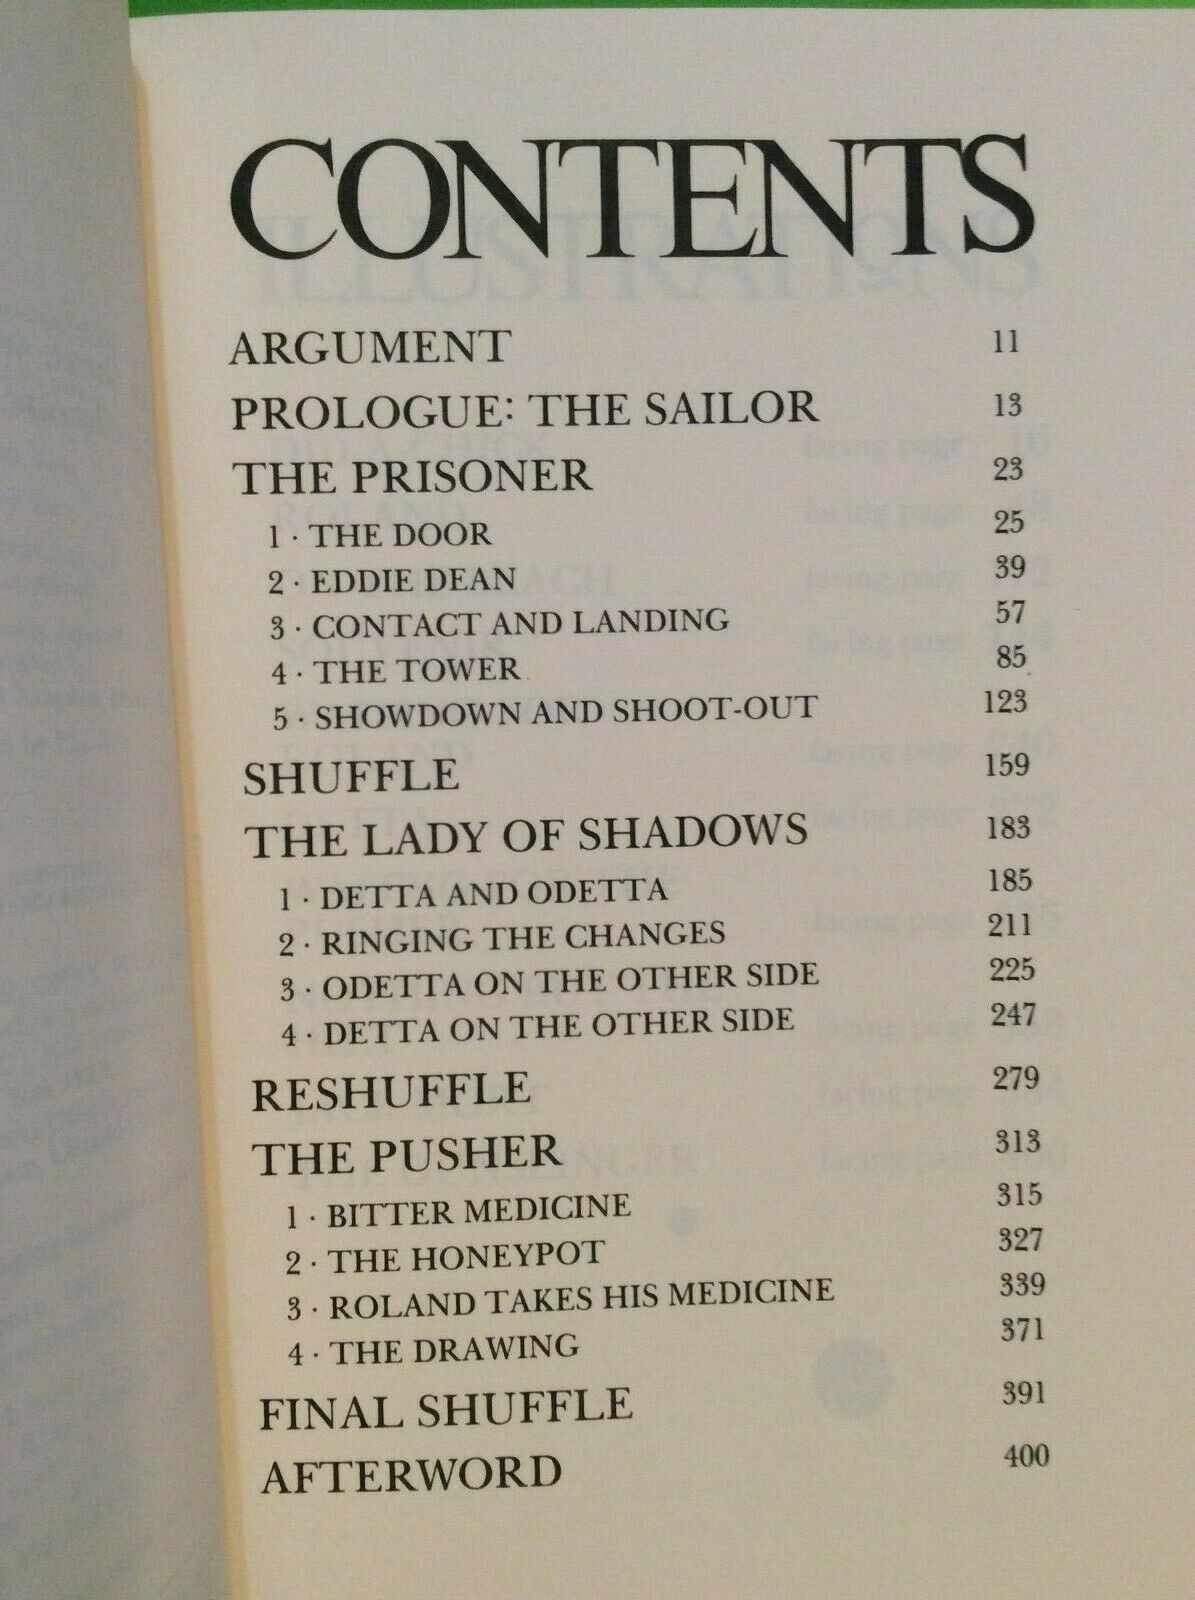 CONTENTS
ARGUMENT 11
PROLOGUE: THE SAILOR 13
THE PRISONER 23
1 · THE DOOR 25
2 · EDDIE DEAN 39
3 · CONTACT AND LANDING 57
4 · THE TOWER 85
5 · SHOWDOWN AND SHOOT-OUT 123
SHUFFLE 159
THE LADY OF SHADOWS 183
1 · DETTA AND ODETTA 185
2 · RINGING THE CHANGES 211
3 · ODETTA ON THE OTHER SIDE 225
4 · DETTA ON THE OTHER SIDE 247
RESHUFFLE 279
THE PUSHER 313
1 · BITTER MEDICINE 315
2 · THE HONEYPOT 327
3 · ROLAND TAKES HIS MEDICINE 339
4 · THE DRAWING 371
FINAL SHUFFLE 391
AFTERWORD 400